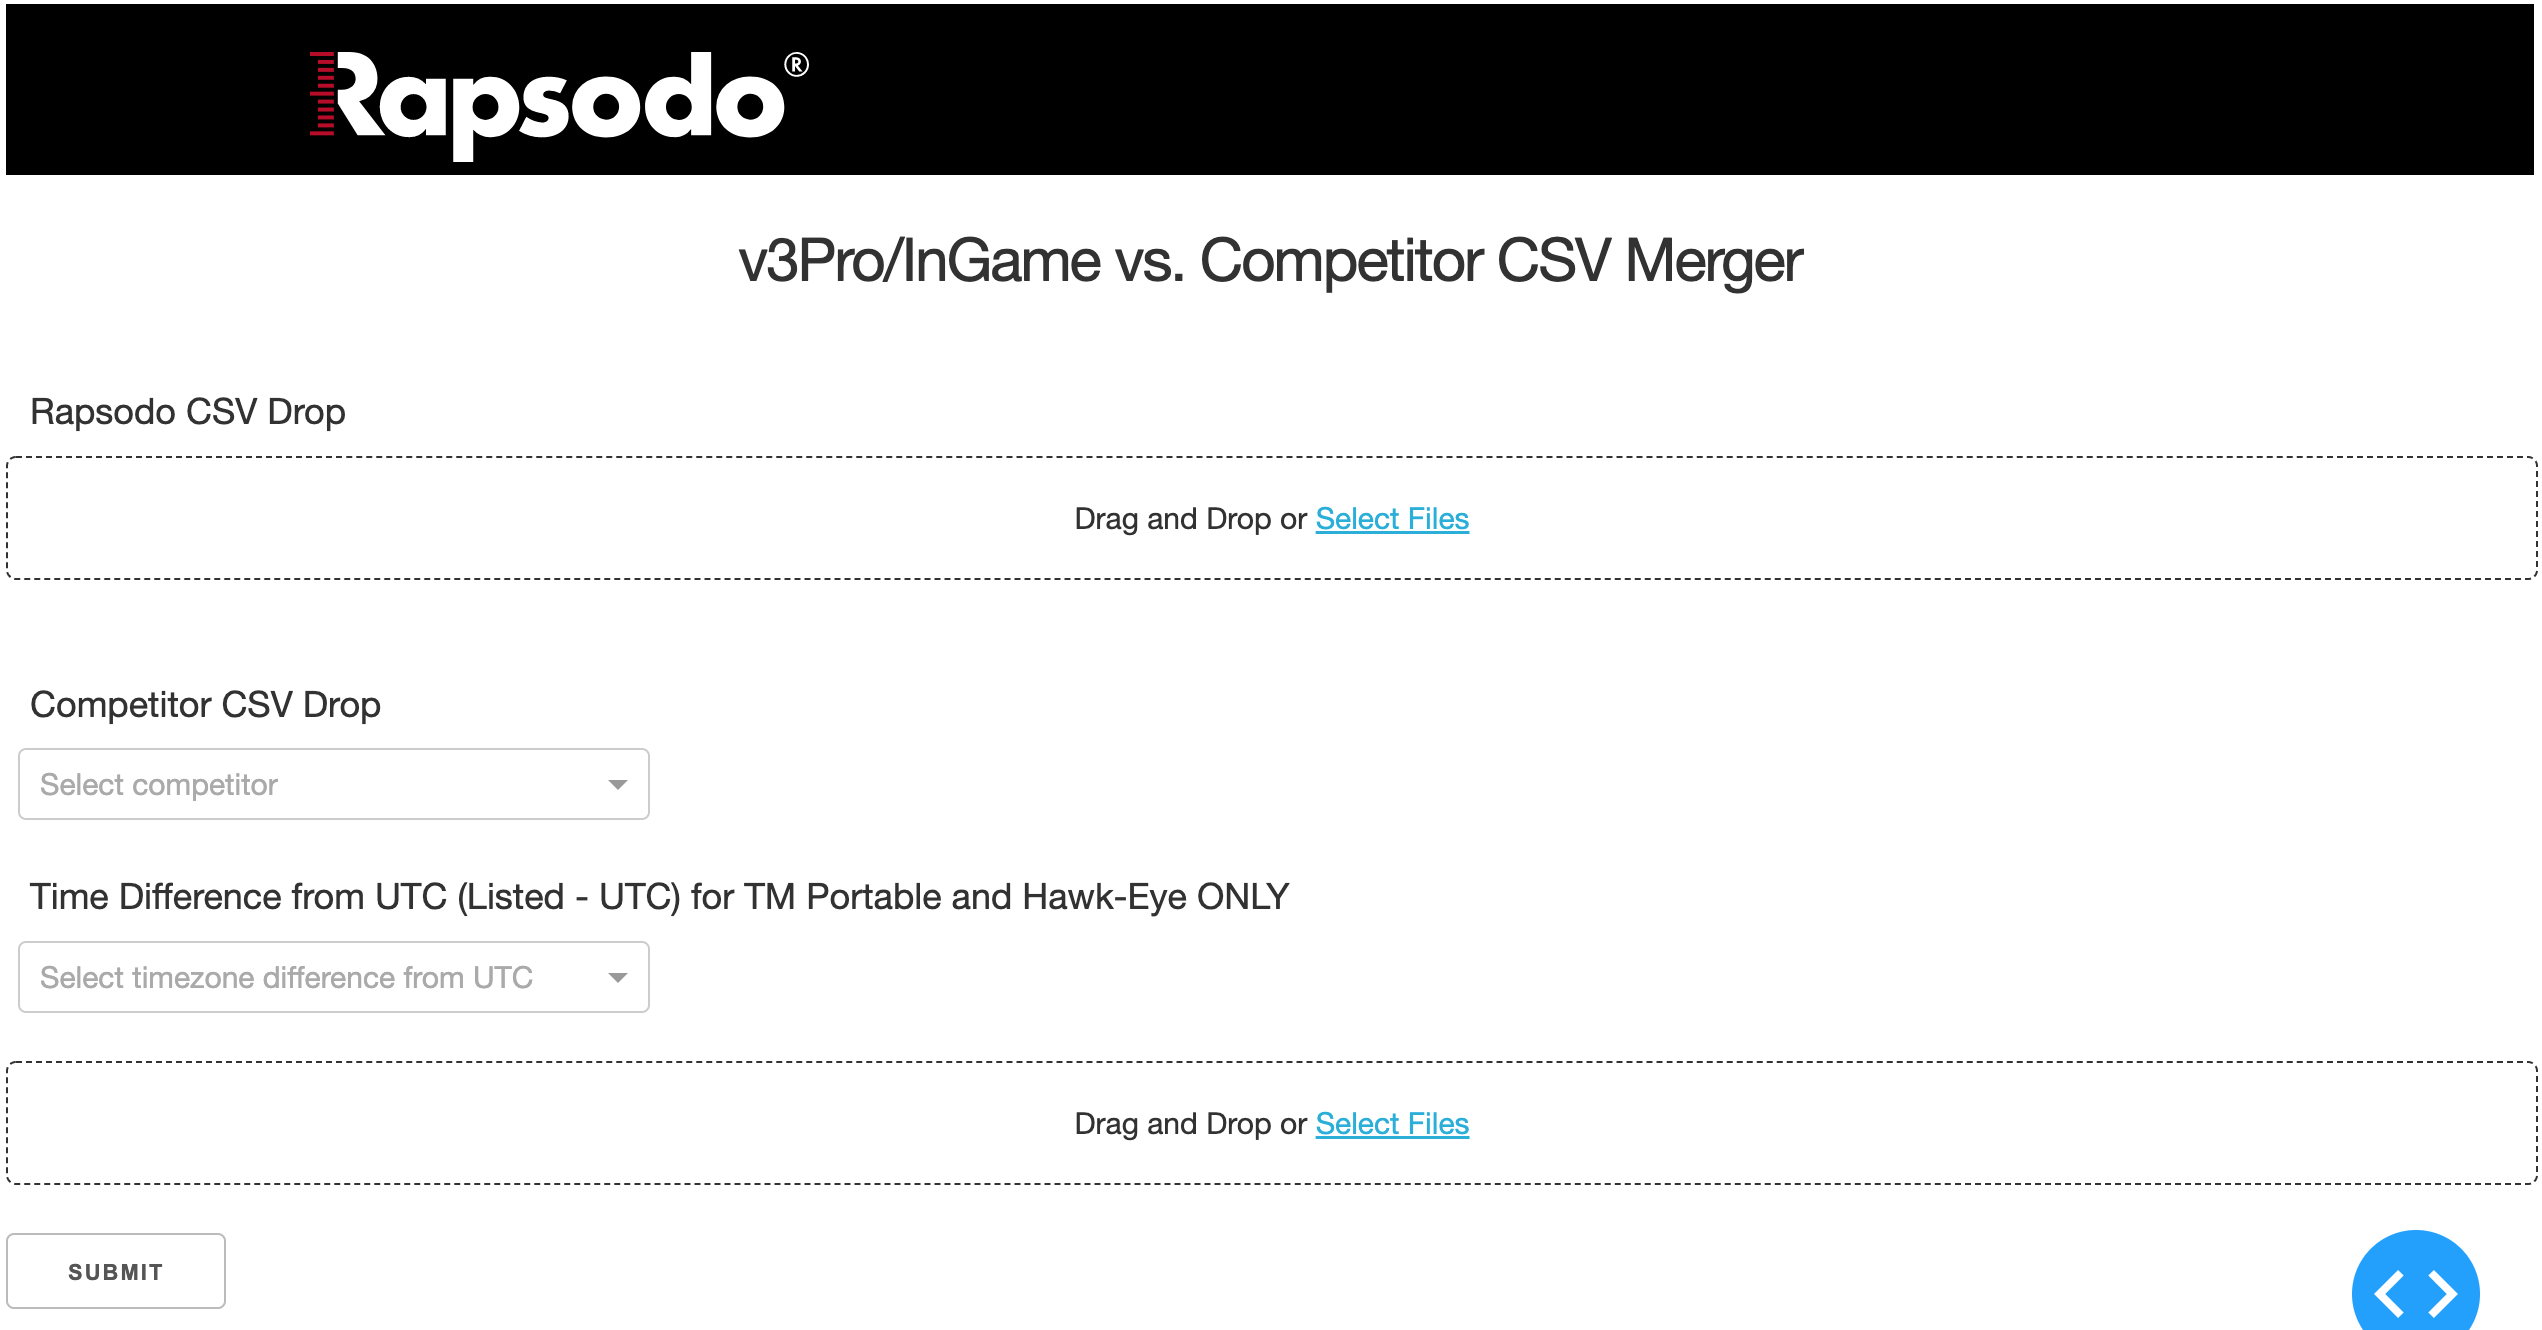 Rapsodo®
v3Pro/InGame vs. Competitor CSV Merger
Rapsodo CSV Drop
Drag and Drop or Select Files
Competitor CSV Drop
Select competitor
Time Difference from UTC (Listed - UTC) for TM Portable and Hawk-Eye ONLY
Select timezone difference from UTC
Drag and Drop or Select Files
SUBMIT